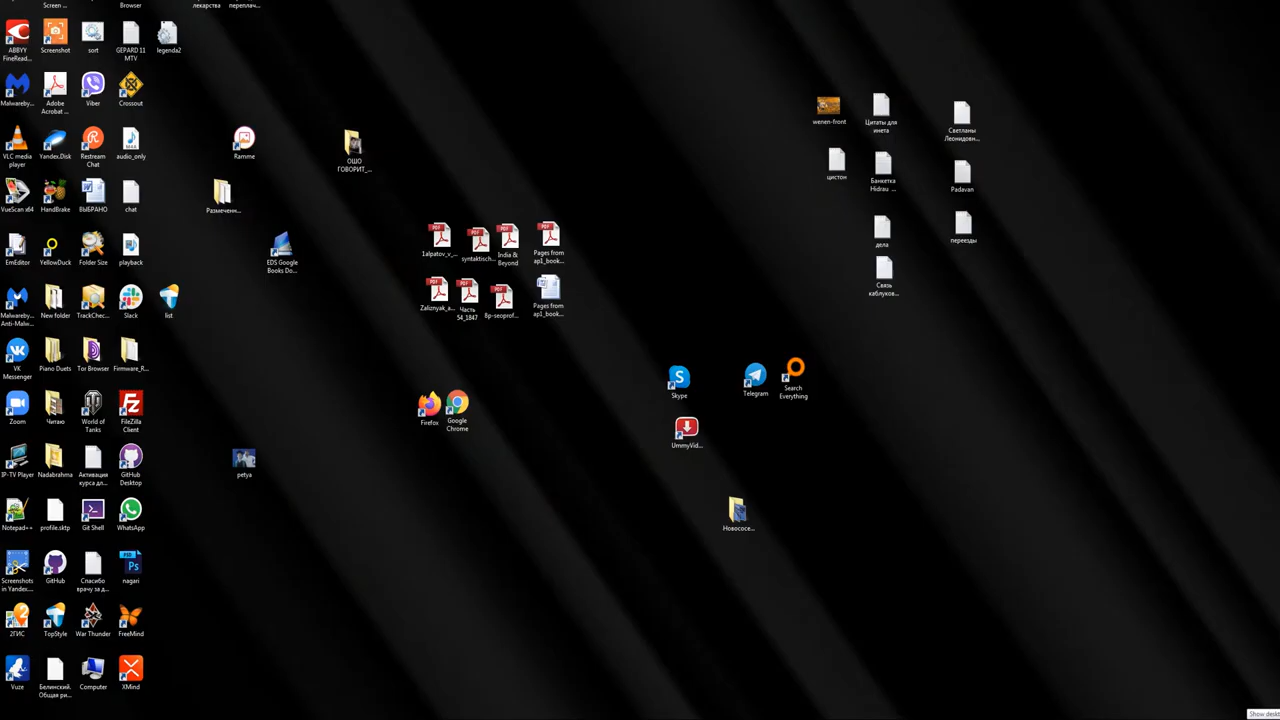 Screen ...
Browser
лекарства
переплач...
ABBYY
FineRead...
Screenshot
sort
GEPARD 11
MTV
legenda2
Malwareby...
Adobe
Acrobat ...
Viber
Crossout
VLC media
player
Yandex.Disk
Restream
Chat
audio_only
Ramme
ОШО
ГОВОРИТ_...
wenen-front
Цитаты для
инета
Светланы
Леонидовн...
VueScan x64
HandBrake
ВЫБРАНО
chat
Размеченн...
цистон
Банкетка
Hidrau ...
Padavan
EmEditor
YellowDuck
Folder Size
playback
EDS Google
Books Do...
1alpatov_v_...
syntaktisch...
India &
Beyond
Pages from
ap1_book...
дела
переезды
Malwareby...
Anti-Malw...
New folder
TrackChec...
Slack
list
Zaliznyak_a...
Часть
54_1847
8p-seoprof...
Pages from
ap1_book...
Связь
каблуков...
VK
Messenger
Piano Duets
Tor Browser
Firmware_R...
Skype
Telegram
Search
Everything
Zoom
Читаю
World of
Tanks
FileZilla
Client
Firefox
Google
Chrome
UmmyVid...
IP-TV Player
Nadabrahma
Активация
курса дл...
GitHub
Desktop
petya
Notepad++
profile.sktp
Git Shell
WhatsApp
Новососе...
Screenshots
in Yandex....
GitHub
Спасибо
врачу за д...
nagari
2ГИС
TopStyle
War Thunder
FreeMind
Vuze
Белинский.
Общая ри...
Computer
XMind
Show deskt